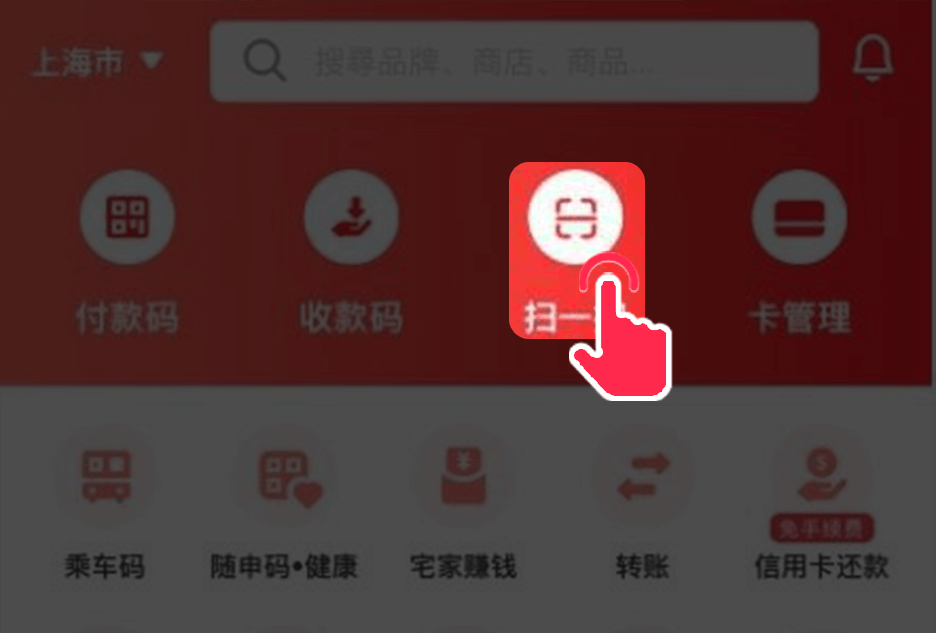 上海市
搜尋品牌、商店、商品...
付款码
收款码
扫一
卡管理
乘车码
随申码•健康
宅家赚钱
转账
免手续费
信用卡还款